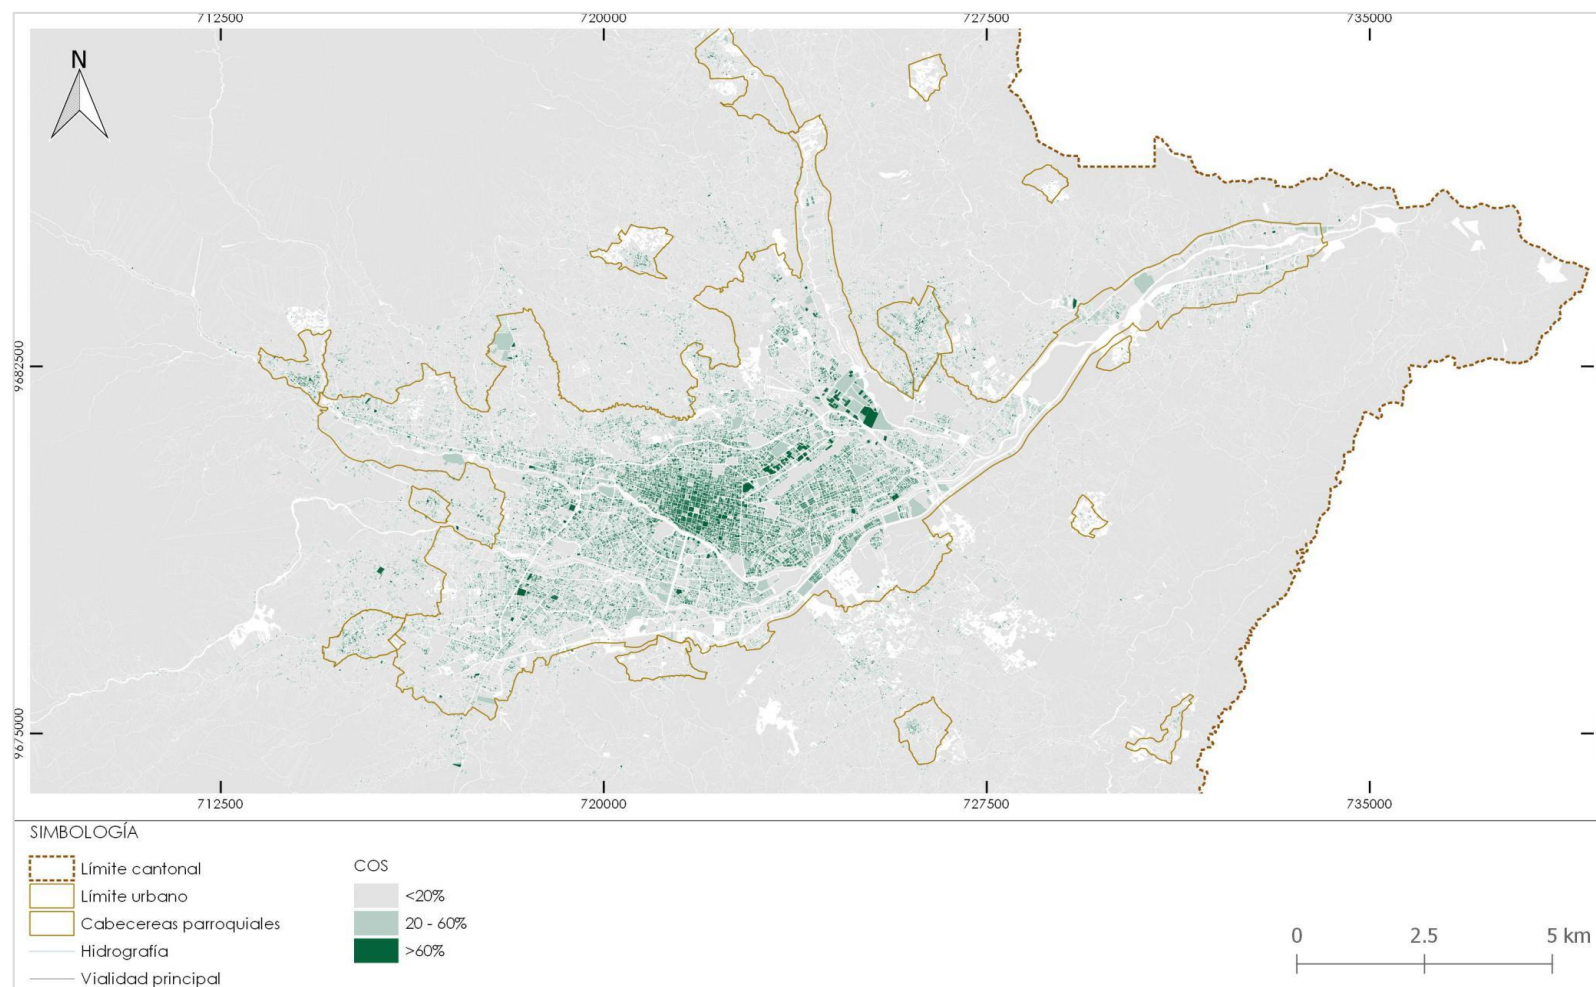 712500 720000 727500 735000
N
9682500
9675000
712500 720000 727500 735000
SIMBOLOGÍA
Límite cantonal
Límite urbano
Cabecereas parroquiales
Hidrografía
Vialidad principal
COS
<20%
20 - 60%
>60%
0 2.5 5 km